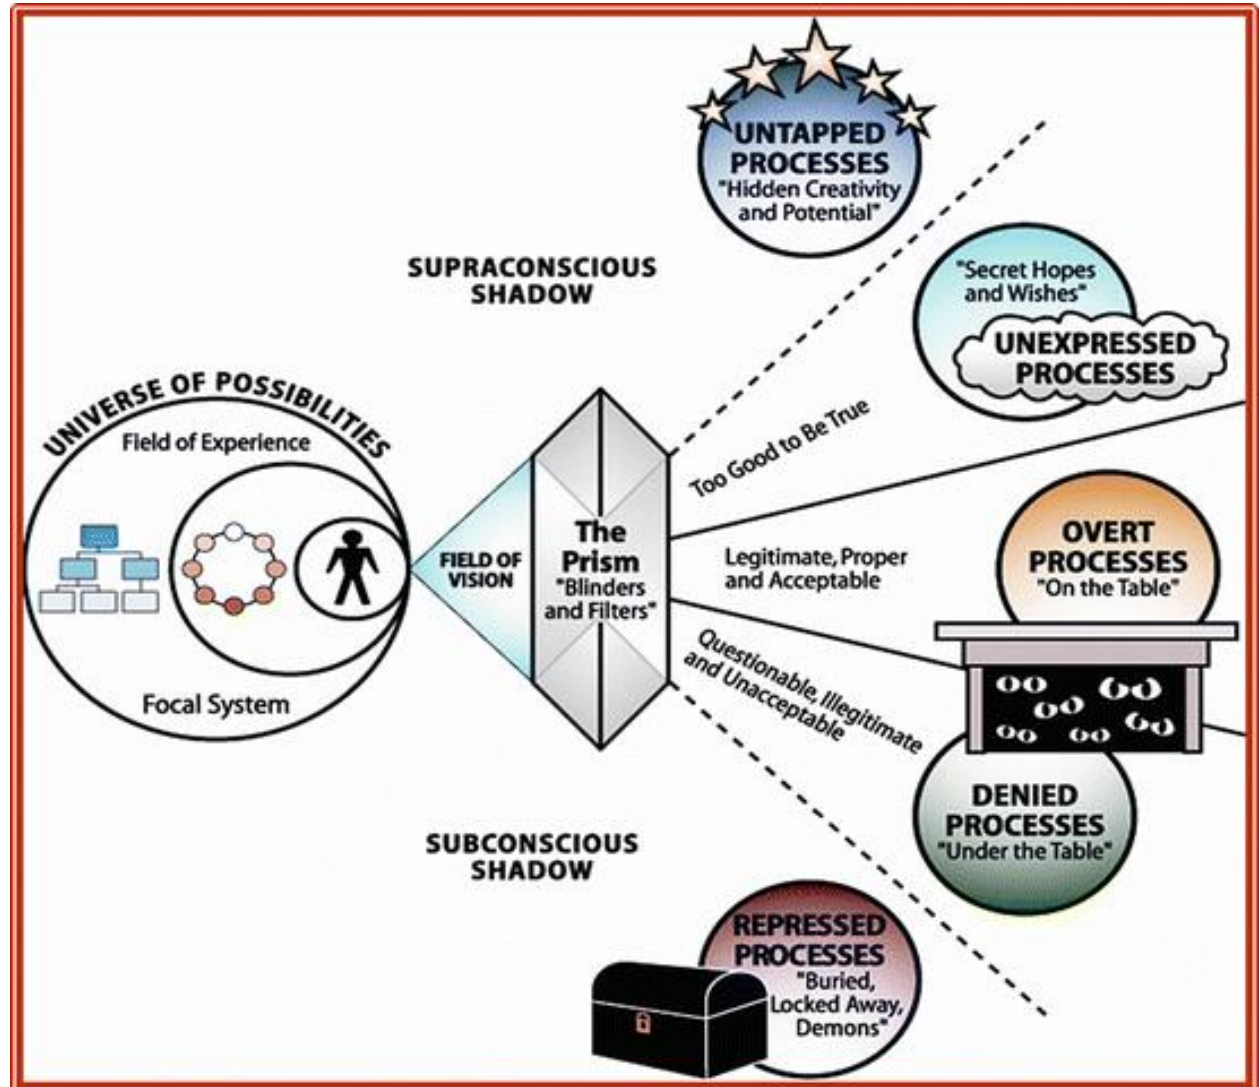 UNTAPPED
PROCESSES
"Hidden Creativity
and Potential"
SUPRACONSCIOUS
SHADOW
"Secret Hopes
and Wishes"
UNEXPRESSED
PROCESSES
UNIVERSE OF POSSIBILITIES
Field of Experience
Focal System
FIELD OF
VISION
The
Prism
"Blinders
and Filters"
Too Good to Be True
Legitimate, Proper
and Acceptable
OVERT
PROCESSES
"On the Table"
Questionable, Illegitimate
and Unacceptable
DENIED
PROCESSES
"Under the Table"
SUBCONSCIOUS
SHADOW
REPRESSED
PROCESSES
"Buried,
Locked Away,
Demons"